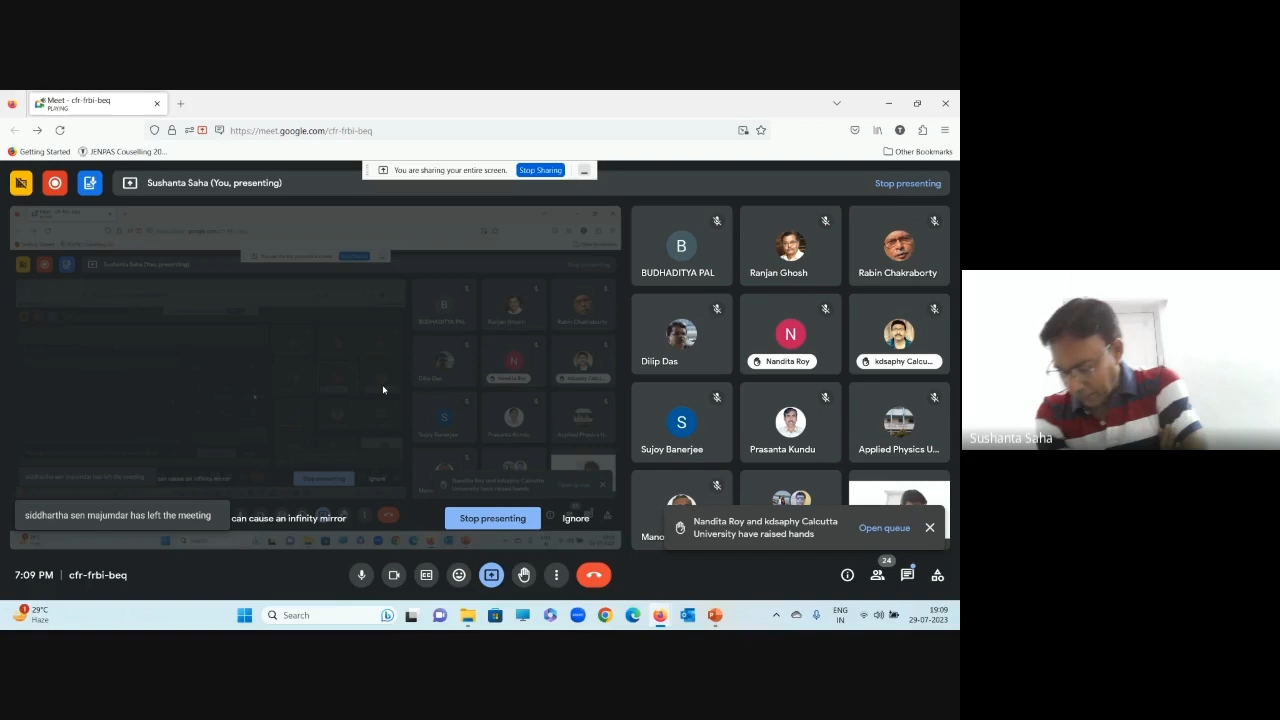 Meet - cfr-frbi-beq
PLAYING
https://meet.google.com/cfr-frbi-beq
Getting Started
JENPAS Couselling 20...
Other Bookmarks
You are sharing your entire screen.
Stop Sharing
Sushanta Saha (You, presenting)
Stop presenting
B
BUDHADITYA PAL
Ranjan Ghosh
Rabin Chakraborty
Dilip Das
N
Nandita Roy
kdsaphy Calcu...
S
Sujoy Banerjee
Prasanta Kundu
Applied Physics U...
Sushanta Saha
siddhartha sen majumdar has left the meeting
can cause an infinity mirror
Stop presenting
Ignore
Nandita Roy and kdsaphy Calcutta
University have raised hands
Open queue
24
7:09 PM
cfr-frbi-beq
1
29°C
Haze
Search
ENG
IN
19:09
29-07-2023